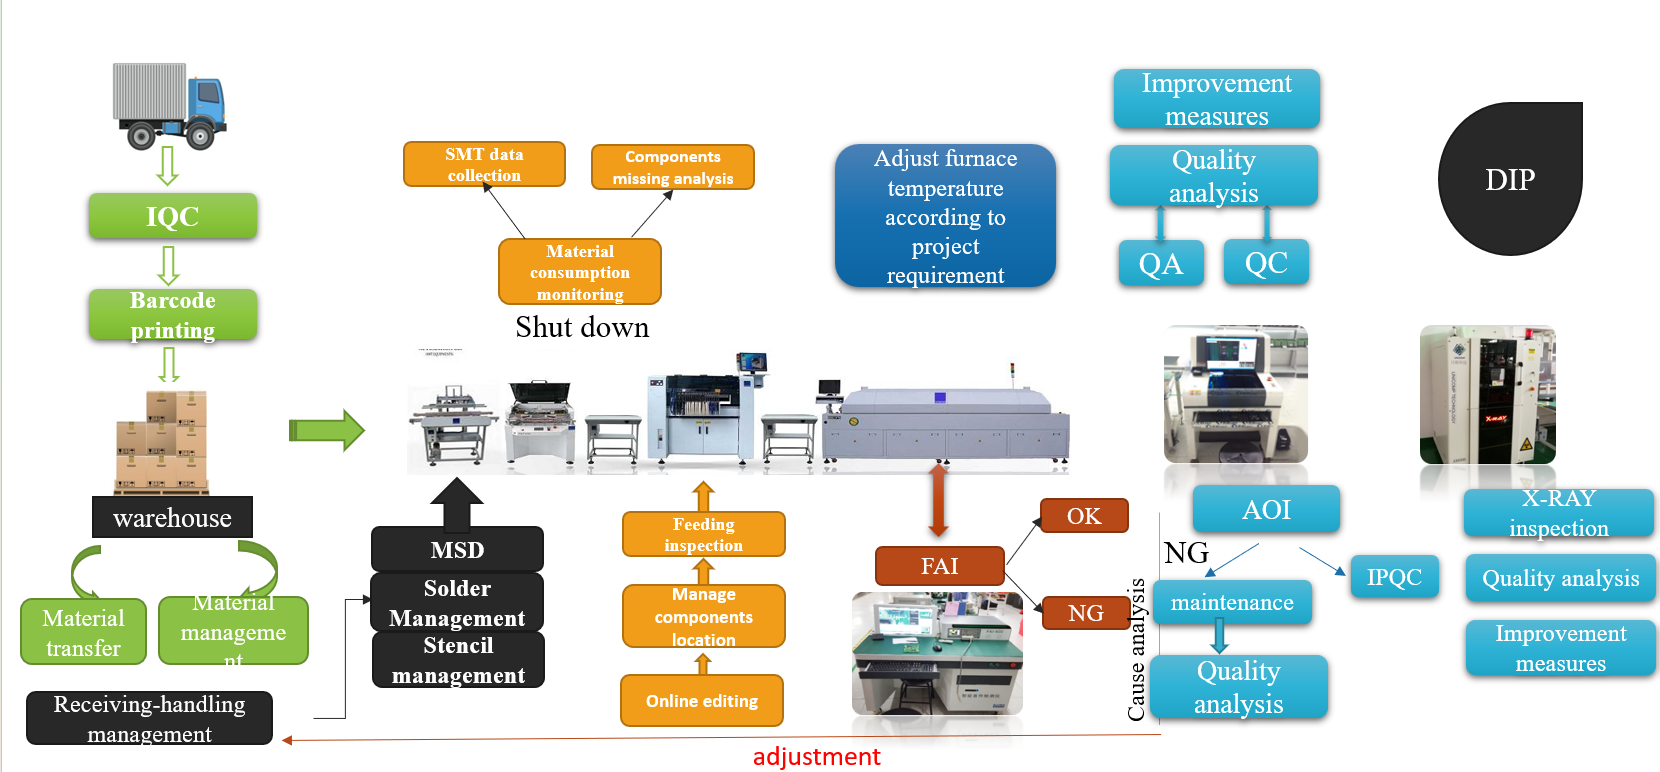 IQC
Barcode
printing
warehouse
Material
transfer
Material
manageme
nt
Receiving-handling
management
SMT data
collection
Components
missing analysis
Material
consumption
monitoring
Shut down
MSD
Solder
Management
Stencil
management
Feeding
inspection
Manage
components
location
Online editing
Adjust furnace
temperature
according to
project
requirement
FAI
OK
NG
Cause analysis
adjustment
Improvement
measures
Quality
analysis
QA
QC
AOI
NG
IPQC
maintenance
Quality
analysis
DIP
X-RAY
X-RAY
inspection
Quality analysis
Improvement
measures